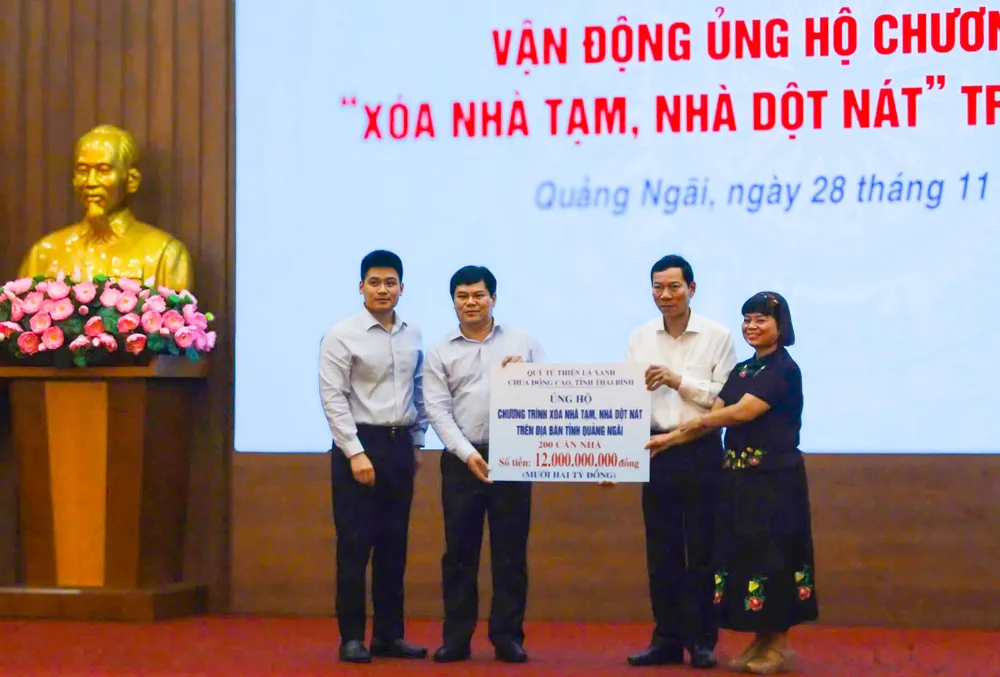 VẬN ĐỘNG ỦNG HỘ CHƯƠN
“XÓA NHÀ TẠM, NHÀ DỘT NÁT” TR
Quảng Ngãi, ngày 28 tháng 11
QUỸ TỪ THIỆN LÁ XANH
CHÙA ĐỒNG CAO, TỈNH THÁI BÌNH
ỦNG HỘ
CHƯƠNG TRÌNH XÓA NHÀ TẠM, NHÀ DỘT NÁT
TRÊN ĐỊA BÀN TỈNH QUẢNG NGÃI
200 CĂN NHÀ
Số tiền: 12.000.000.000 đồng
(MƯỜI HAI TỶ ĐỒNG)